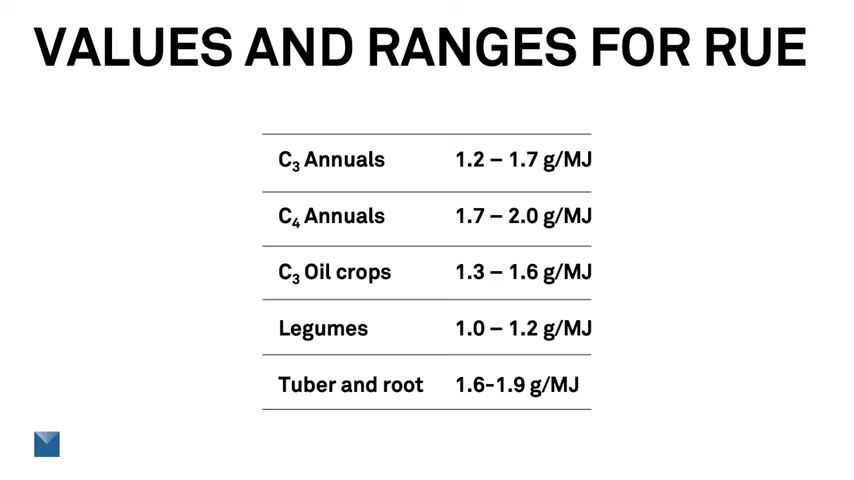 VALUES AND RANGES FOR RUE
C₃ Annuals 1.2 – 1.7 g/MJ
C₄ Annuals 1.7 – 2.0 g/MJ
C₃ Oil crops 1.3 – 1.6 g/MJ
Legumes 1.0 – 1.2 g/MJ
Tuber and root 1.6-1.9 g/MJ